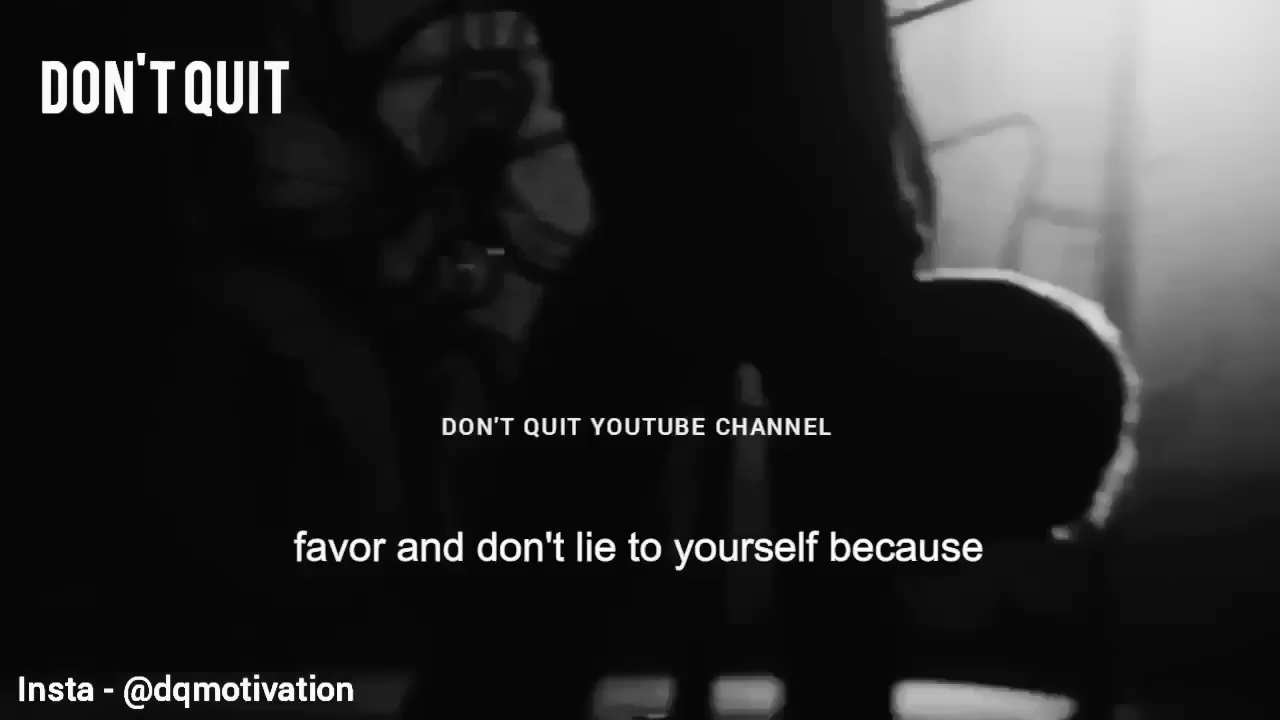 DON'T QUIT
DON'T QUIT YOUTUBE CHANNEL
favor and don't lie to yourself because
Insta - @dqmotivation